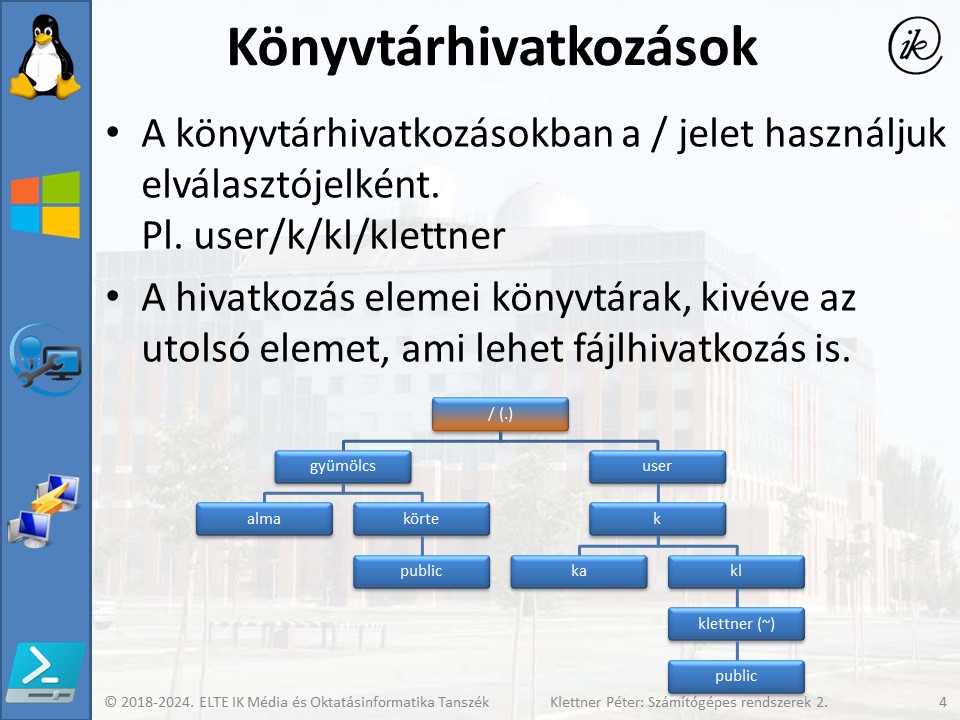 Könyvtárhivatkozások
ik
• A könyvtárhivatkozásokban a / jelet használjuk
elválasztójelként.
Pl. user/k/kl/klettner
• A hivatkozás elemei könyvtárak, kivéve az
utolsó elemet, ami lehet fájlhivatkozás is.
/ (.)
gyümölcs user
alma körte k
public ka kl
klettner (~)
public
© 2018-2024. ELTE IK Média és Oktatásinformatika Tanszék Klettner Péter: Számítógépes rendszerek 2. 4